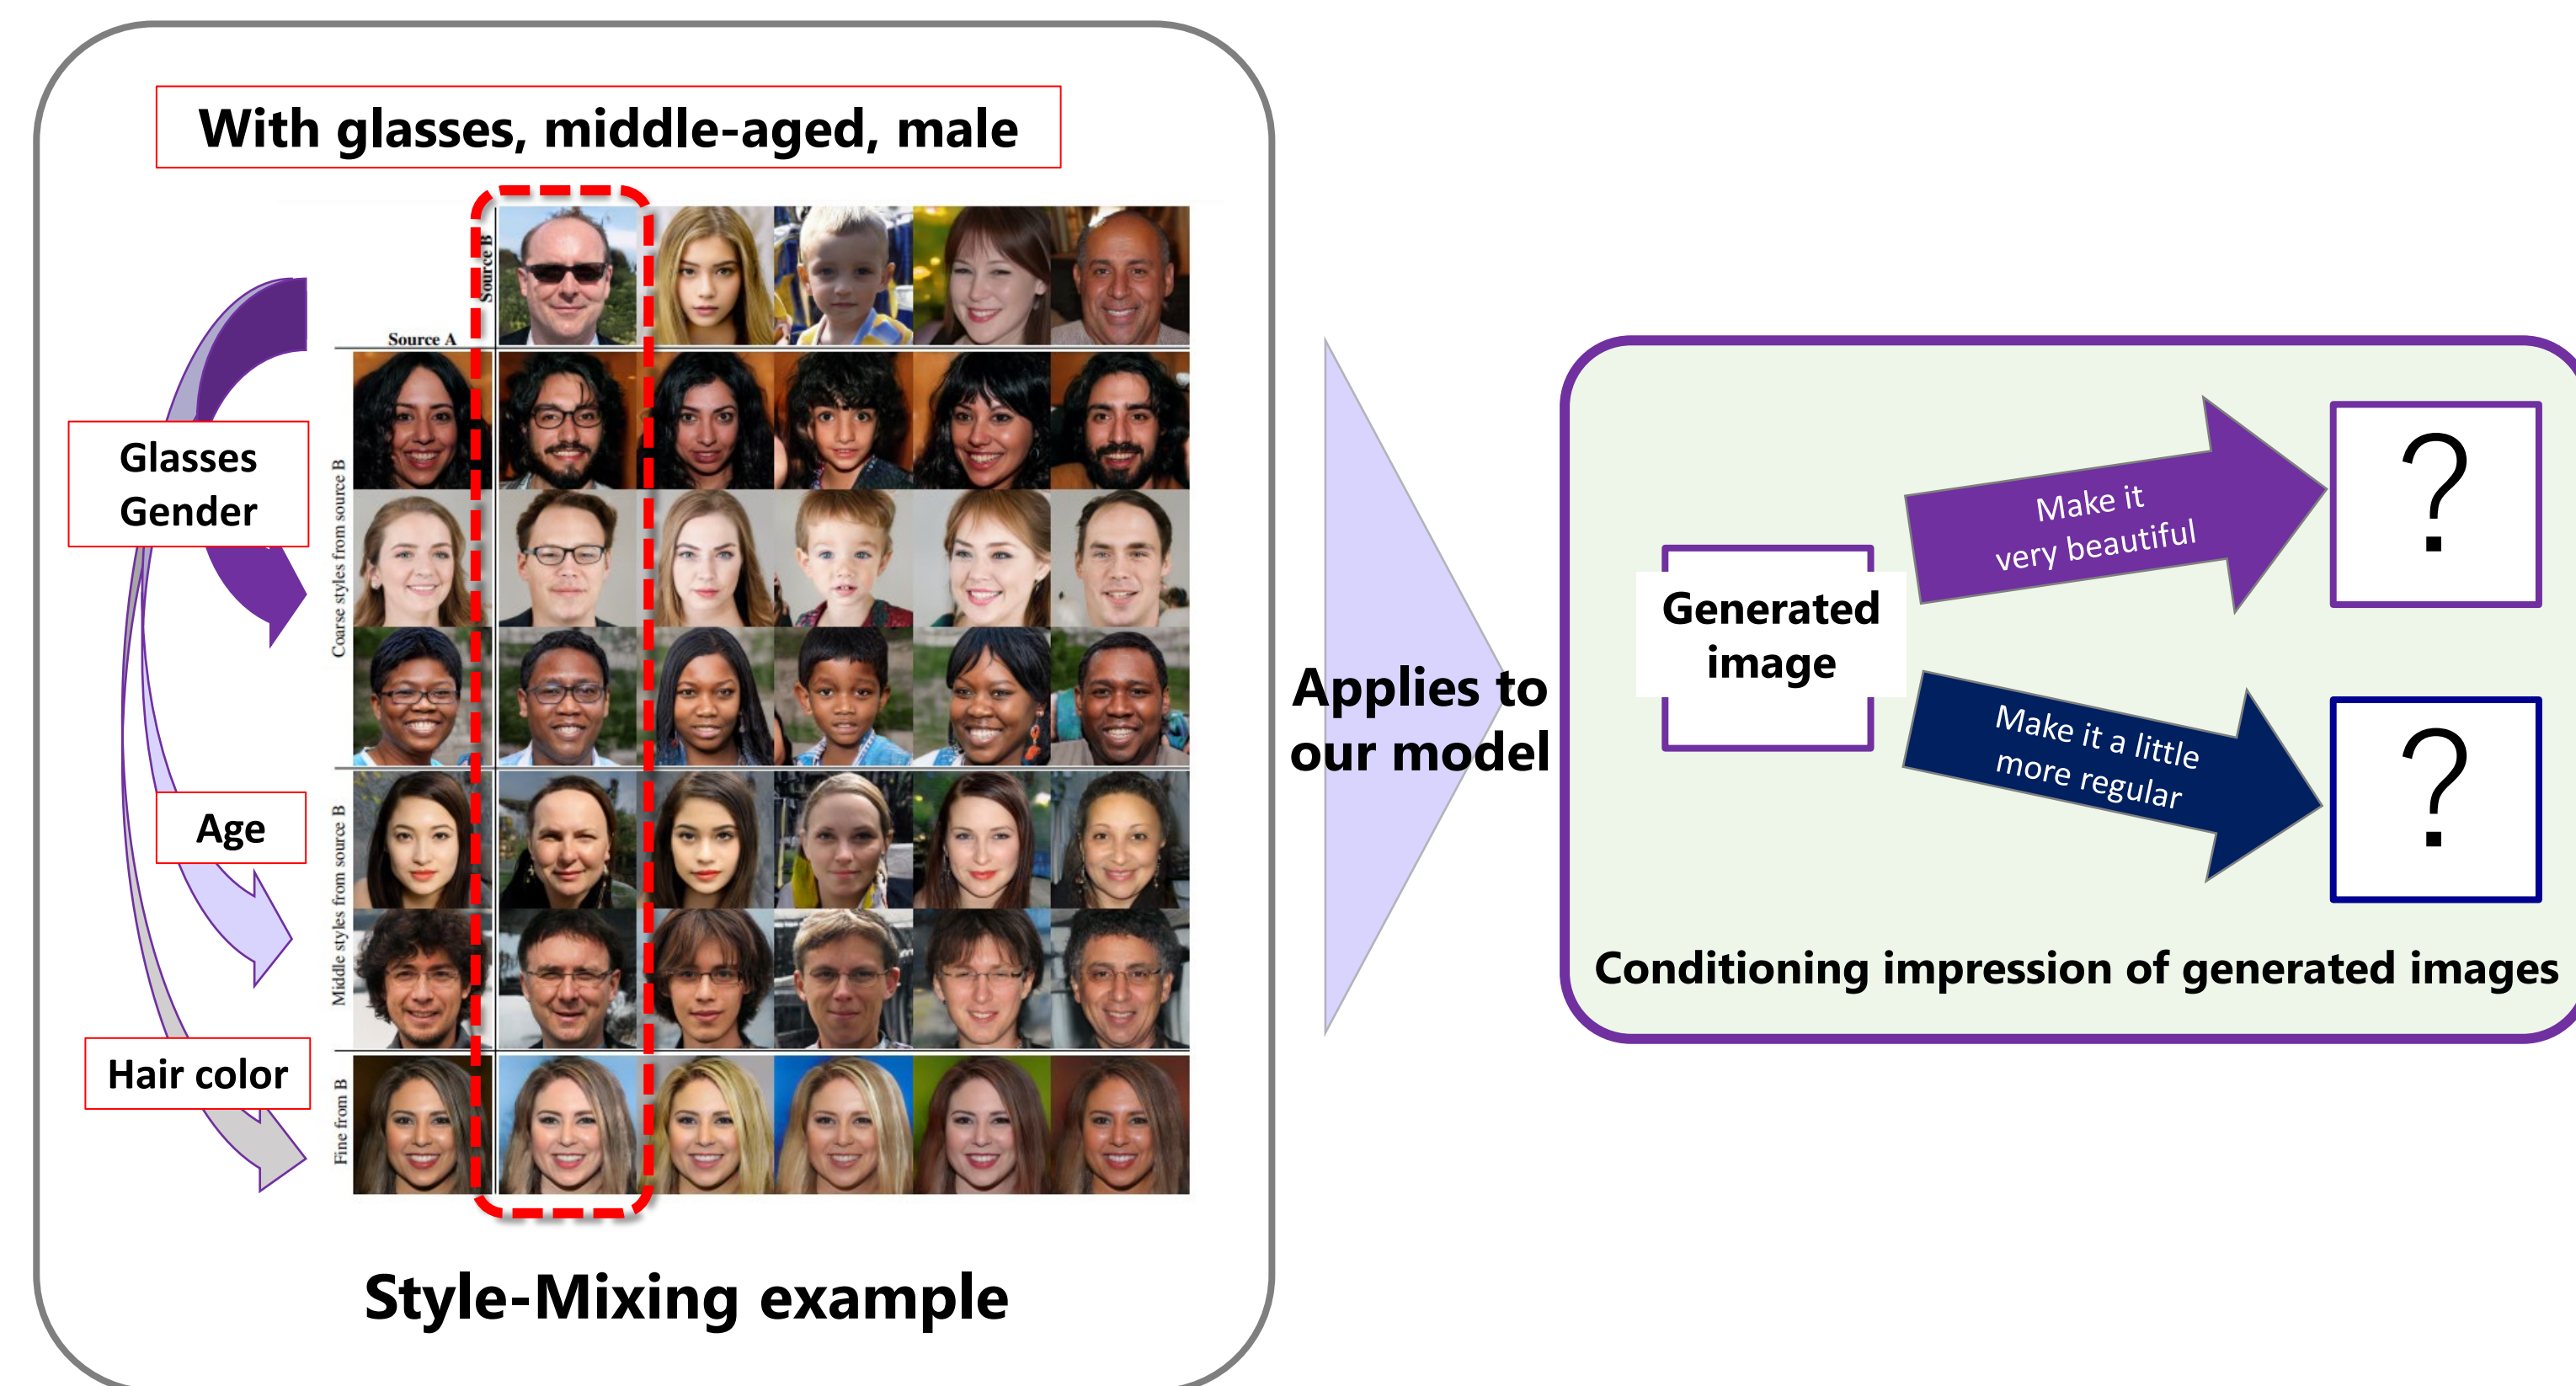 With glasses, middle-aged, male
Source B
Source A
Glasses
Gender
Coarse styles from source B
Age
Middle styles from source B
Hair color
Fine from B
Style-Mixing example
Applies to
our model
Generated
image
Make it
very beautiful
?
Make it a little
more regular
?
Conditioning impression of generated images